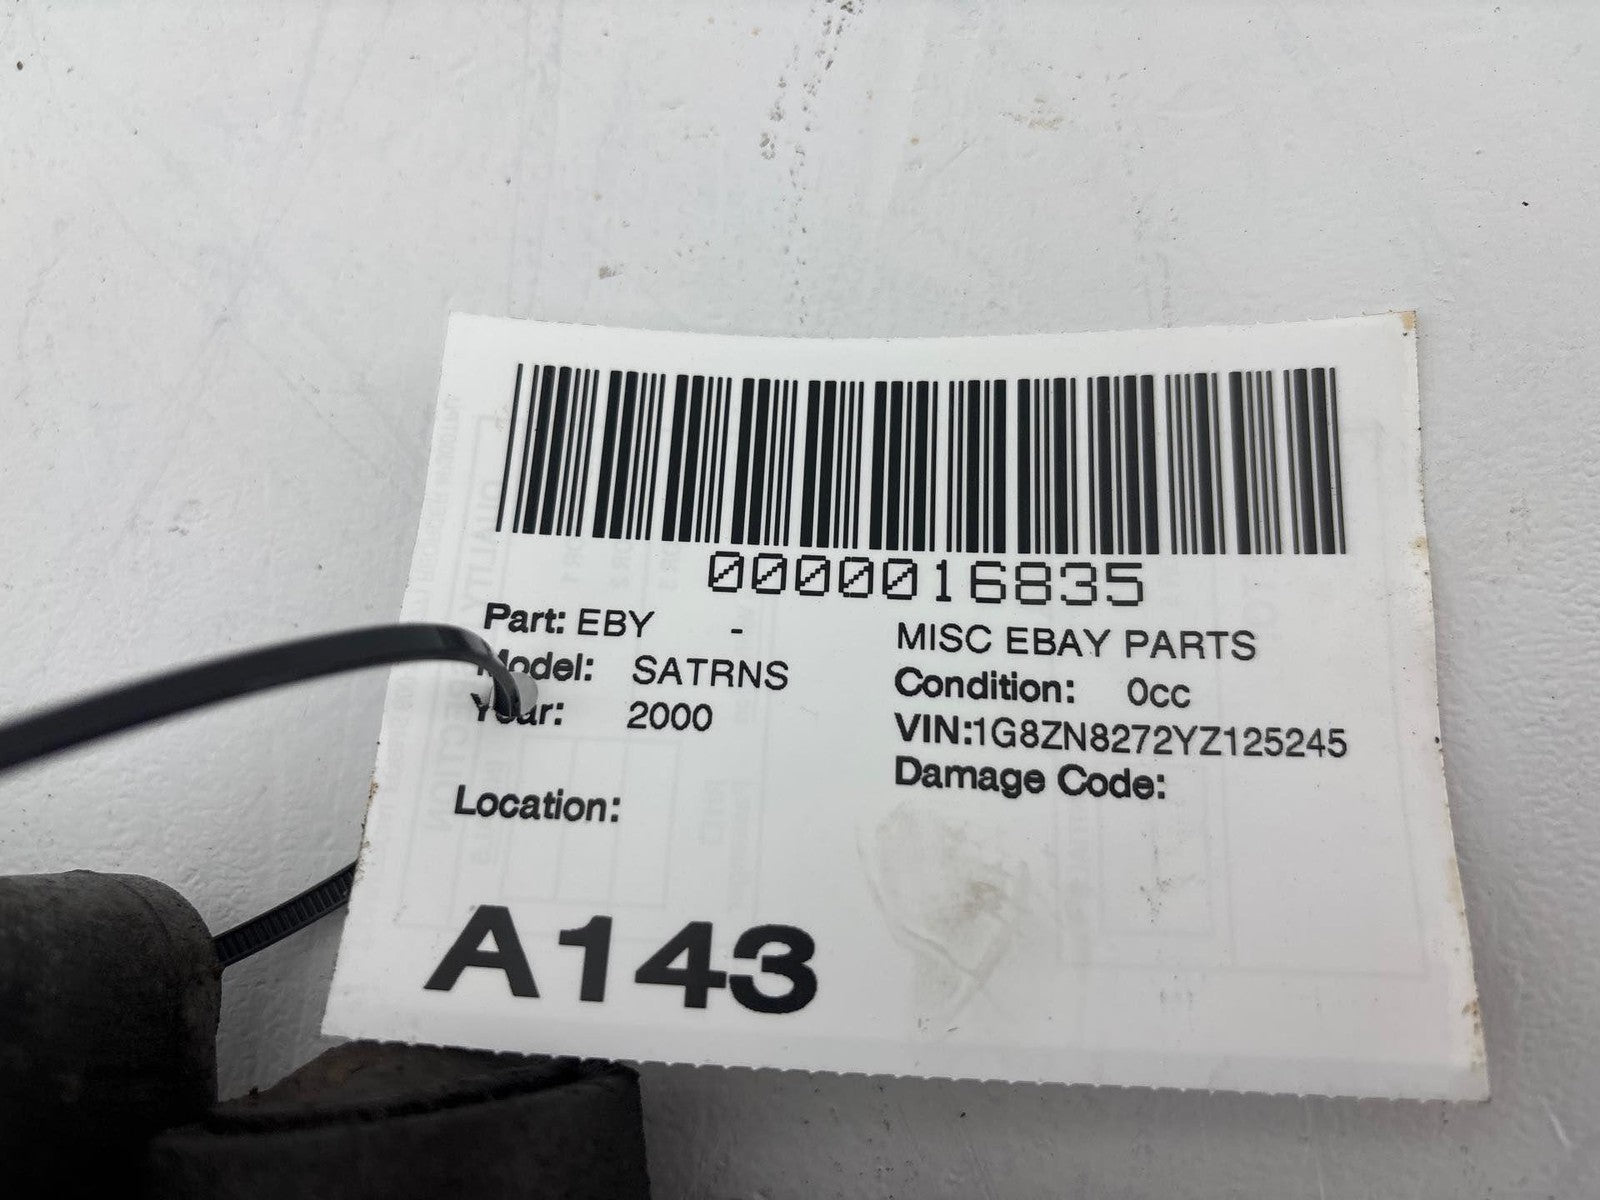 0000016835
Part: EBY - MISC EBAY PARTS
Model: SATRNS Condition: 0cc
Year: 2000 VIN:1G8ZN8272YZ125245
Damage Code:
Location:
A143